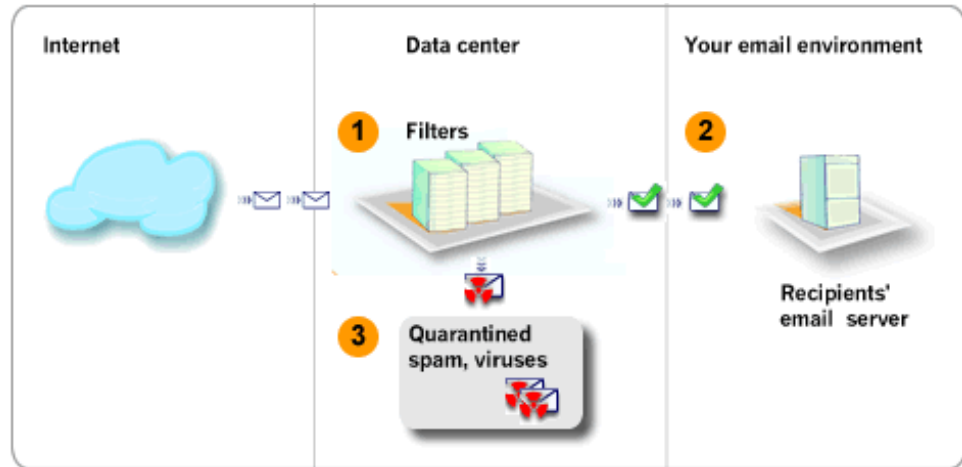 Internet
Data center
Your email environment
1
Filters
2
Recipients'
email server
3
Quarantined
spam, viruses